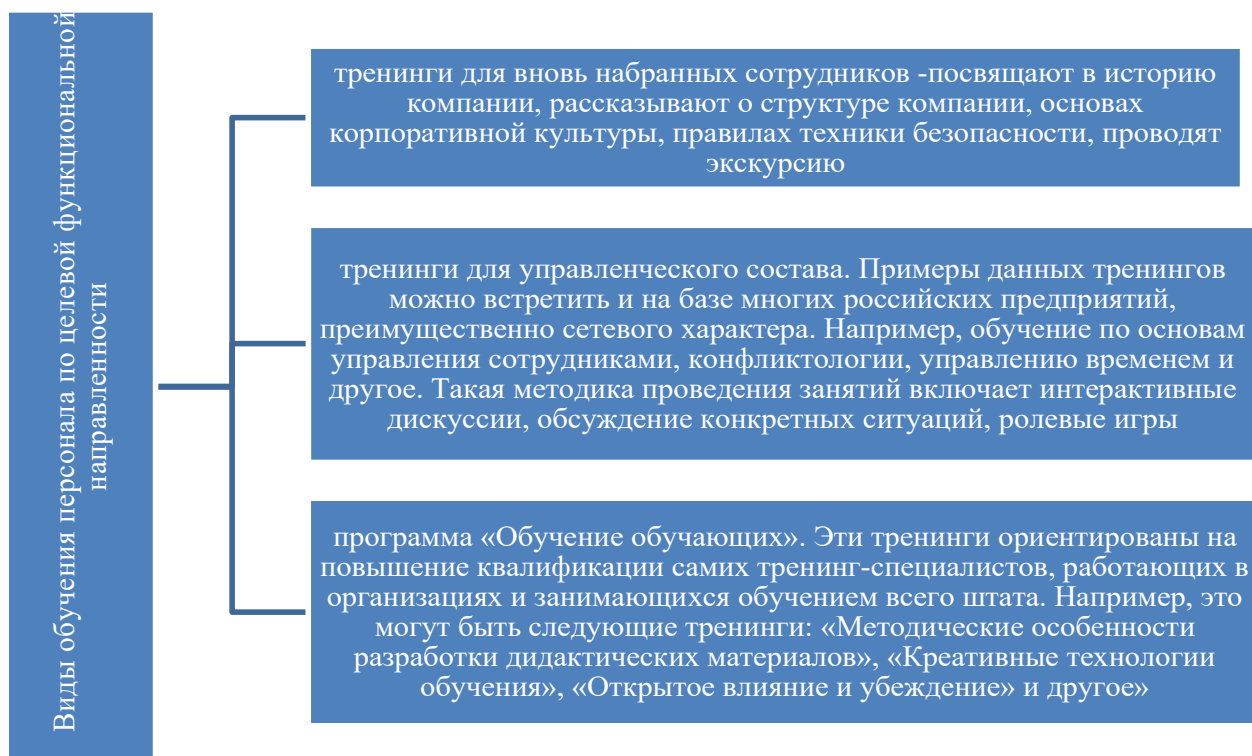 Виды обучения персонала по целевой функциональной
направленности
тренинги для вновь набранных сотрудников -посвящают в историю
компании, рассказывают о структуре компании, основах
корпоративной культуры, правилах техники безопасности, проводят
экскурсию
тренинги для управленческого состава. Примеры данных тренингов
можно встретить и на базе многих российских предприятий,
преимущественно сетевого характера. Например, обучение по основам
управления сотрудниками, конфликтологии, управлению временем и
другое. Такая методика проведения занятий включает интерактивные
дискуссии, обсуждение конкретных ситуаций, ролевые игры
программа «Обучение обучающих». Эти тренинги ориентированы на
повышение квалификации самих тренинг-специалистов, работающих в
организациях и занимающихся обучением всего штата. Например, это
могут быть следующие тренинги: «Методические особенности
разработки дидактических материалов», «Креативные технологии
обучения», «Открытое влияние и убеждение» и другое»